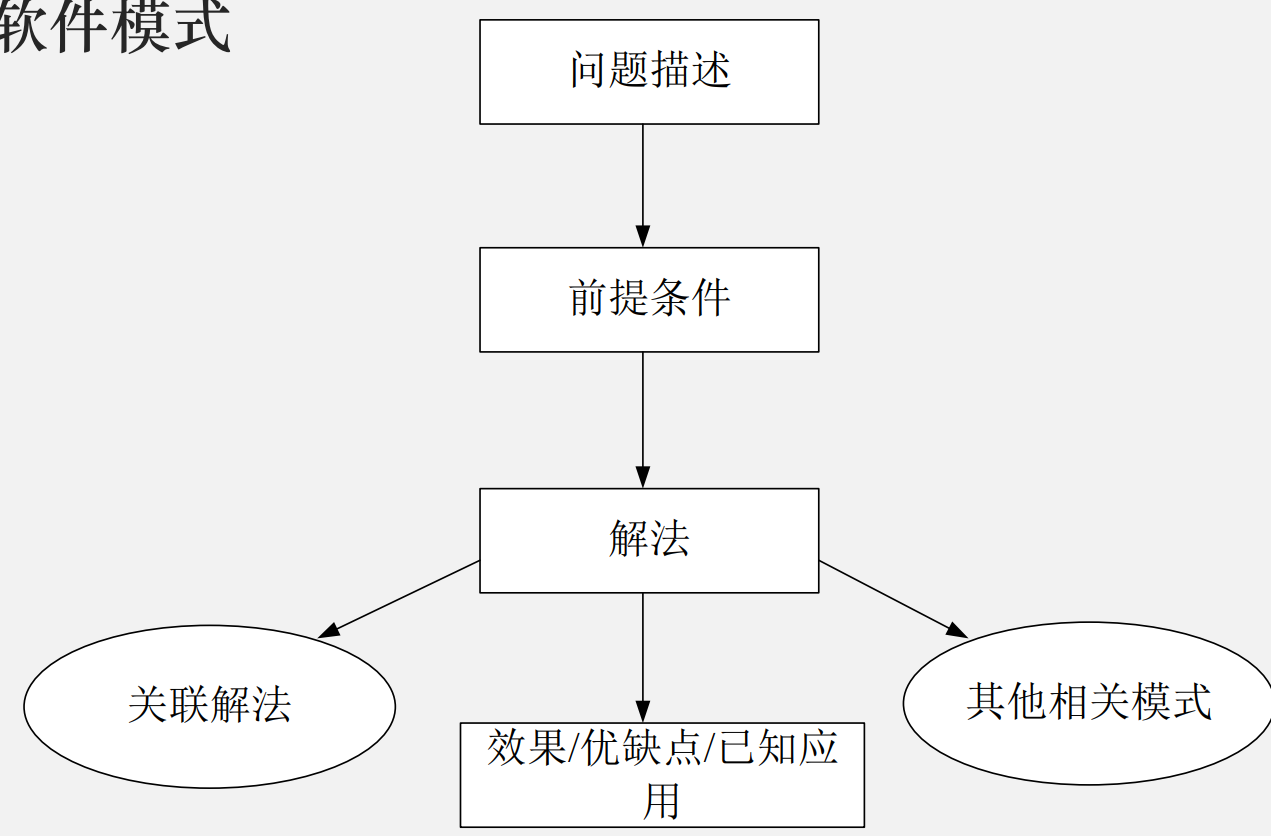 软件模式
问题描述
前提条件
解法
关联解法
其他相关模式
效果/优缺点/已知应
用